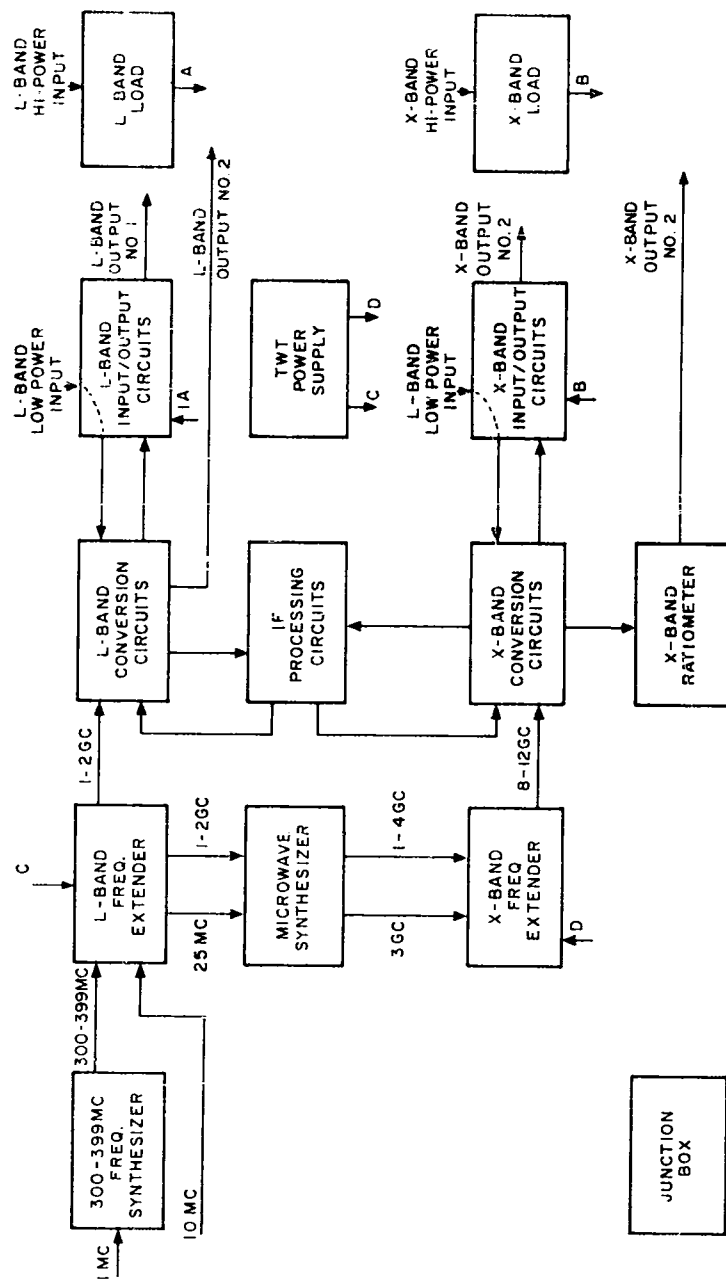 1 MC
300-399MC
FREQ.
SYNTHESIZER
10 MC
300-399MC
C
L-BAND
FREQ.
EXTENDER
1-2GC
L-BAND
CONVERSION
CIRCUITS
L-BAND
LOW POWER
INPUT
L-BAND
INPUT/OUTPUT
CIRCUITS
1A
L-BAND
OUTPUT
NO. 1
L-BAND
OUTPUT NO. 2
L-BAND
HI-POWER
INPUT
L BAND
LOAD
A
25 MC
1-2GC
MICROWAVE
SYNTHESIZER
IF
PROCESSING
CIRCUITS
TWT
POWER
SUPPLY
C
D
3GC
1-4GC
X-BAND
FREQ
EXTENDER
D
8-12GC
X-BAND
CONVERSION
CIRCUITS
L-BAND
LOW POWER
INPUT
X-BAND
INPUT/OUTPUT
CIRCUITS
B
X-BAND
OUTPUT
NO. 2
X-BAND
HI-POWER
INPUT
X-BAND
LOAD
B
JUNCTION
BOX
X-BAND
RATIOMETER
X-BAND
OUTPUT
NO. 2